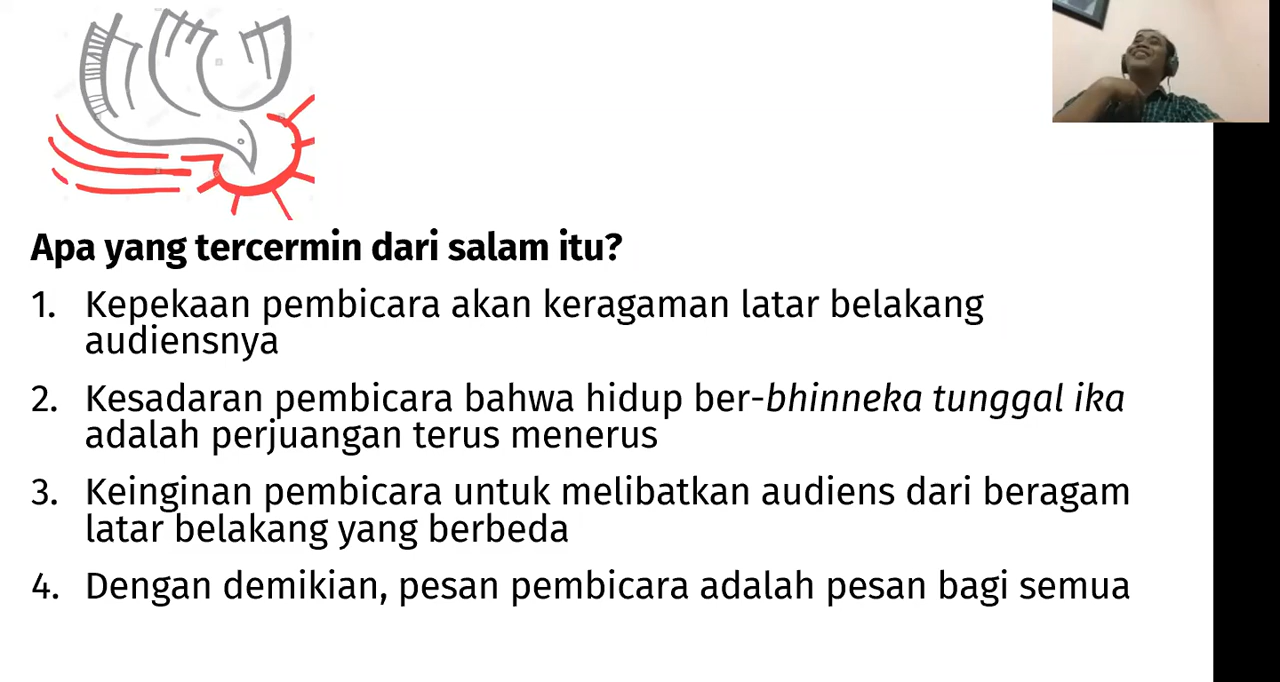 Apa yang tercermin dari salam itu?
1. Kepekaan pembicara akan keragaman latar belakang
audiensnya
2. Kesadaran pembicara bahwa hidup ber-bhinneka tunggal ika
adalah perjuangan terus menerus
3. Keinginan pembicara untuk melibatkan audiens dari beragam
latar belakang yang berbeda
4. Dengan demikian, pesan pembicara adalah pesan bagi semua